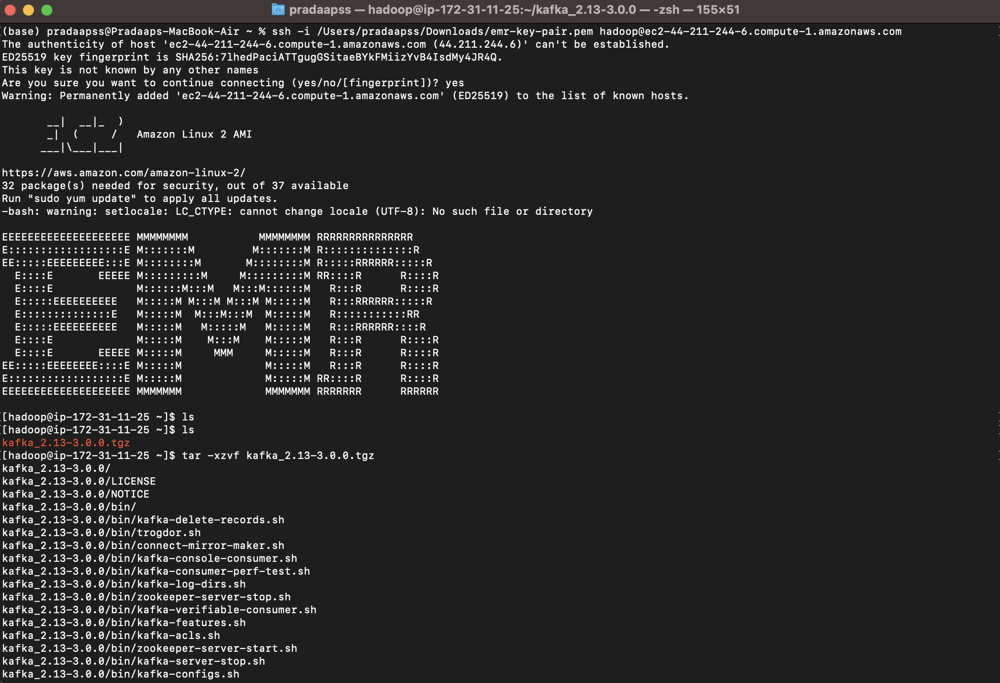 pradaapss — hadoop@ip-172-31-11-25:~/kafka_2.13-3.0.0 — -zsh — 155×51
[(base) pradaapss@Pradaaps-MacBook-Air ~ % ssh -i /Users/pradaapss/Downloads/emr-key-pair.pem hadoop@ec2-44-211-244-6.compute-1.amazonaws.com
The authenticity of host 'ec2-44-211-244-6.compute-1.amazonaws.com (44.211.244.6)' can't be established.
ED25519 key fingerprint is SHA256:7lhedPaciATTgugGSitaeBYkFMiizYvB4IsdMy4JR4Q.
This key is not known by any other names
Are you sure you want to continue connecting (yes/no/[fingerprint])? yes
Warning: Permanently added 'ec2-44-211-244-6.compute-1.amazonaws.com' (ED25519) to the list of known hosts.
       __|  __|_  )
       _|  (     /   Amazon Linux 2 AMI
      ___|\___|___|
https://aws.amazon.com/amazon-linux-2/
32 package(s) needed for security, out of 37 available
Run "sudo yum update" to apply all updates.
-bash: warning: setlocale: LC_CTYPE: cannot change locale (UTF-8): No such file or directory
EEEEEEEEEEEEEEEEEEEE MMMMMMMM           MMMMMMMM RRRRRRRRRRRRRRR
E::::::::::::::::::E M:::::::M         M:::::::M R::::::::::::::R
EE:::::EEEEEEEEE:::E M::::::::M       M::::::::M R:::::RRRRRR:::::R
  E::::E       EEEEE M:::::::::M     M:::::::::M RR::::R      R::::R
  E::::E             M::::::M:::M   M:::M::::::M   R:::R      R::::R
  E:::::EEEEEEEEEE   M:::::M M:::M M:::M M:::::M   R:::RRRRRR:::::R
  E::::::::::::::E   M:::::M  M:::M:::M  M:::::M   R:::::::::::RR
  E:::::EEEEEEEEEE   M:::::M   M:::::M   M:::::M   R:::RRRRRR::::R
  E::::E             M:::::M    M:::M    M:::::M   R:::R      R::::R
  E::::E       EEEEE M:::::M     MMM     M:::::M   R:::R      R::::R
EE:::::EEEEEEEE::::E M:::::M             M:::::M   R:::R      R::::R
E::::::::::::::::::E M:::::M             M:::::M RR::::R      R::::R
EEEEEEEEEEEEEEEEEEEE MMMMMMM             MMMMMMM RRRRRRR      RRRRRR
[[hadoop@ip-172-31-11-25 ~]$ ls
[[hadoop@ip-172-31-11-25 ~]$ ls
kafka_2.13-3.0.0.tgz
[[hadoop@ip-172-31-11-25 ~]$ tar -xzvf kafka_2.13-3.0.0.tgz
kafka_2.13-3.0.0/
kafka_2.13-3.0.0/LICENSE
kafka_2.13-3.0.0/NOTICE
kafka_2.13-3.0.0/bin/
kafka_2.13-3.0.0/bin/kafka-delete-records.sh
kafka_2.13-3.0.0/bin/trogdor.sh
kafka_2.13-3.0.0/bin/connect-mirror-maker.sh
kafka_2.13-3.0.0/bin/kafka-console-consumer.sh
kafka_2.13-3.0.0/bin/kafka-consumer-perf-test.sh
kafka_2.13-3.0.0/bin/kafka-log-dirs.sh
kafka_2.13-3.0.0/bin/zookeeper-server-stop.sh
kafka_2.13-3.0.0/bin/kafka-verifiable-consumer.sh
kafka_2.13-3.0.0/bin/kafka-features.sh
kafka_2.13-3.0.0/bin/kafka-acls.sh
kafka_2.13-3.0.0/bin/zookeeper-server-start.sh
kafka_2.13-3.0.0/bin/kafka-server-stop.sh
kafka_2.13-3.0.0/bin/kafka-configs.sh